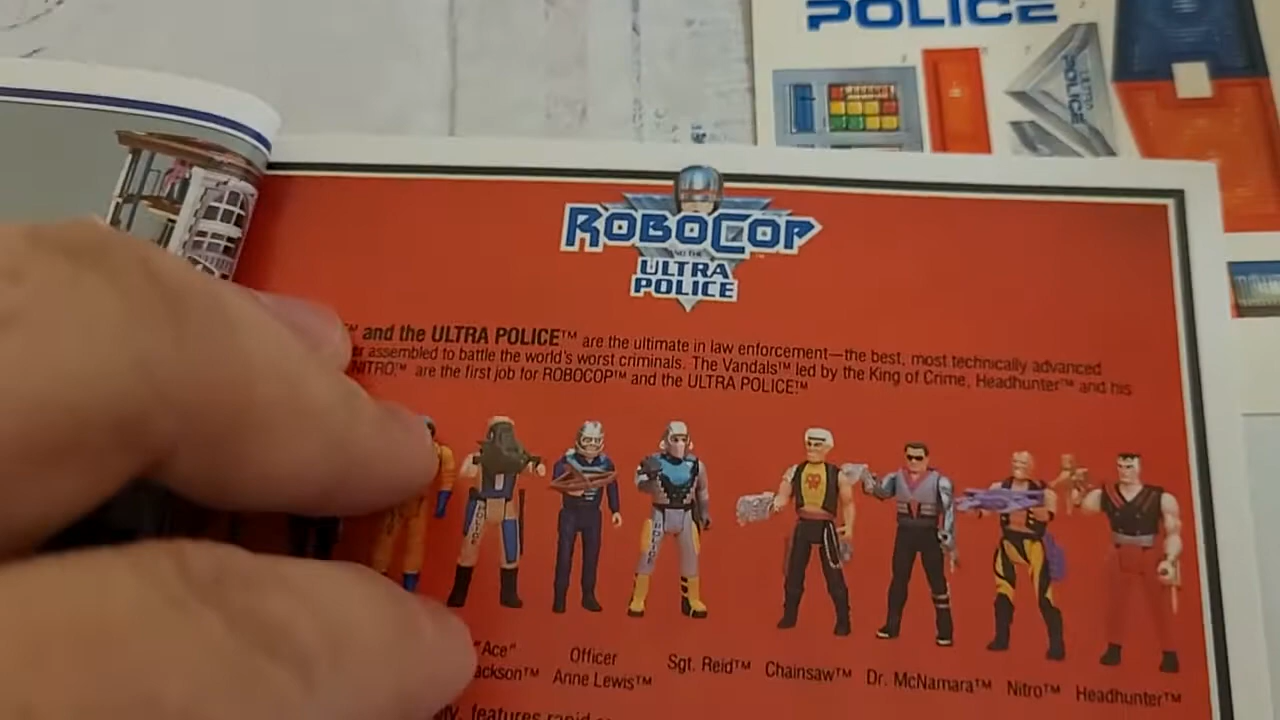 POLICE
ULTRA POLICE
ROBOCOP
AND THE
ULTRA
POLICE
™ and the ULTRA POLICE™ are the ultimate in law enforcement—the best, most technically advanced
assembled to battle the world's worst criminals. The Vandals™ led by the King of Crime, Headhunter™ and his
NITRO™ are the first job for ROBOCOP™ and the ULTRA POLICE™
"Ace"
ackson™
Officer
Anne Lewis™
Sgt. Reid™
Chainsaw™
Dr. McNamara™
Nitro™
Headhunter™
features rapid